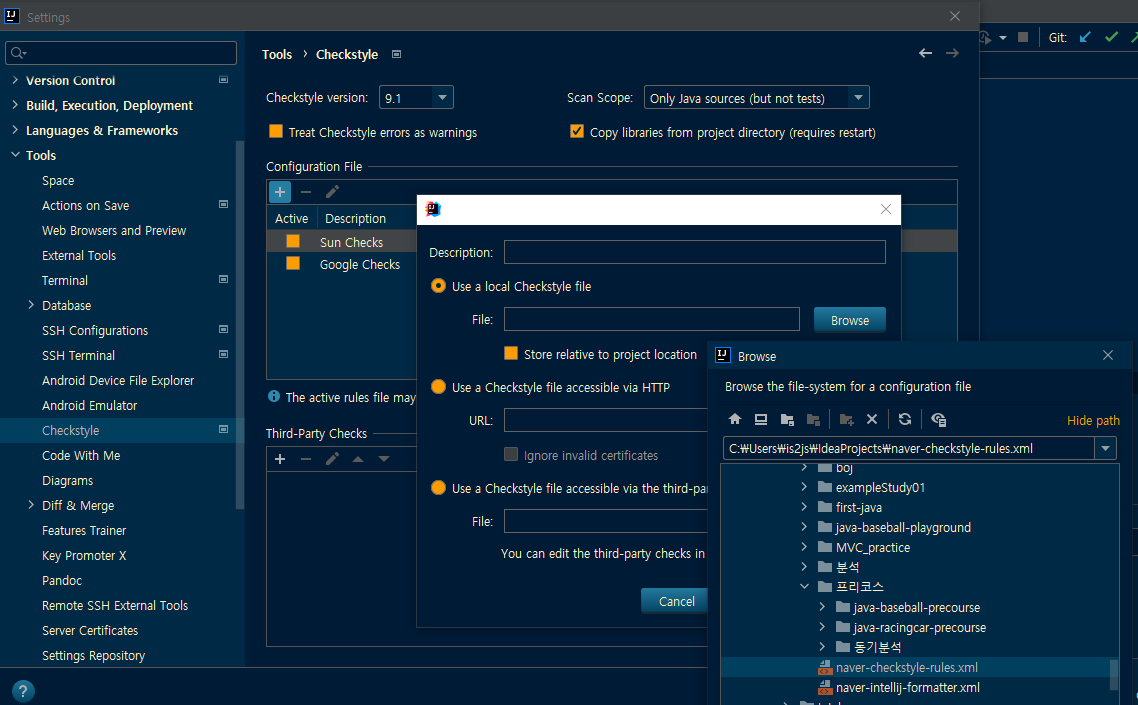 Settings
Git:
Version Control
Build, Execution, Deployment
Languages & Frameworks
Tools
Space
Actions on Save
Web Browsers and Preview
External Tools
Terminal
Database
SSH Configurations
SSH Terminal
Android Device File Explorer
Android Emulator
Checkstyle
Code With Me
Diagrams
Diff & Merge
Features Trainer
Key Promoter X
Pandoc
Remote SSH External Tools
Server Certificates
Settings Repository
Tools › Checkstyle
Checkstyle version: 9.1
Scan Scope: Only Java sources (but not tests)
Treat Checkstyle errors as warnings
Copy libraries from project directory (requires restart)
Configuration File
Active Description
Sun Checks
Google Checks
The active rules file may
Third-Party Checks
Description:
Use a local Checkstyle file
File:
Browse
Store relative to project location
Use a Checkstyle file accessible via HTTP
URL:
Ignore invalid certificates
Use a Checkstyle file accessible via the third-pa
File:
You can edit the third-party checks in
Cancel
Browse
Browse the file-system for a configuration file
Hide path
C:₩Users₩is2js₩IdeaProjects₩naver-checkstyle-rules.xml
boj
exampleStudy01
first-java
java-baseball-playground
MVC_practice
분석
프리코스
java-baseball-precourse
java-racingcar-precourse
동기분석
naver-checkstyle-rules.xml
naver-intellij-formatter.xml